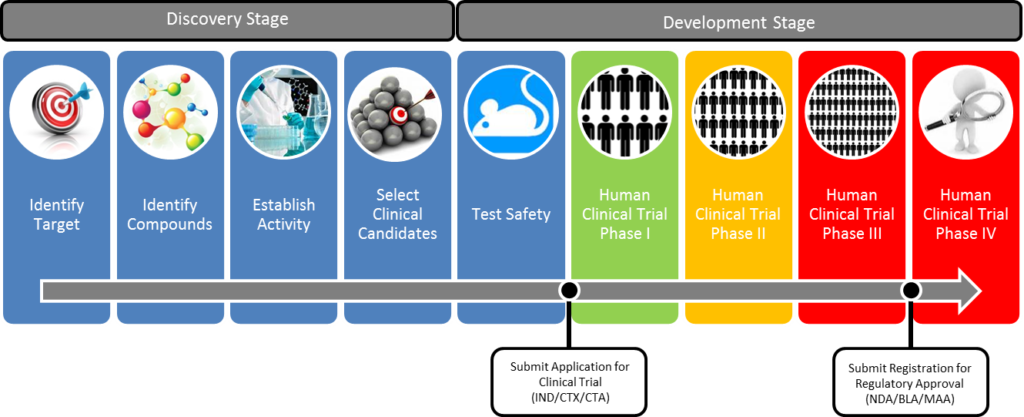 Discovery Stage
Development Stage
Identify
Target
Identify
Compounds
Establish
Activity
Select
Clinical
Candidates
Test Safety
Human
Clinical Trial
Phase I
Human
Clinical Trial
Phase II
Human
Clinical Trial
Phase III
Human
Clinical Trial
Phase IV
Submit Application for
Clinical Trial
(IND/CTX/CTA)
Submit Registration for
Regulatory Approval
(NDA/BLA/MAA)